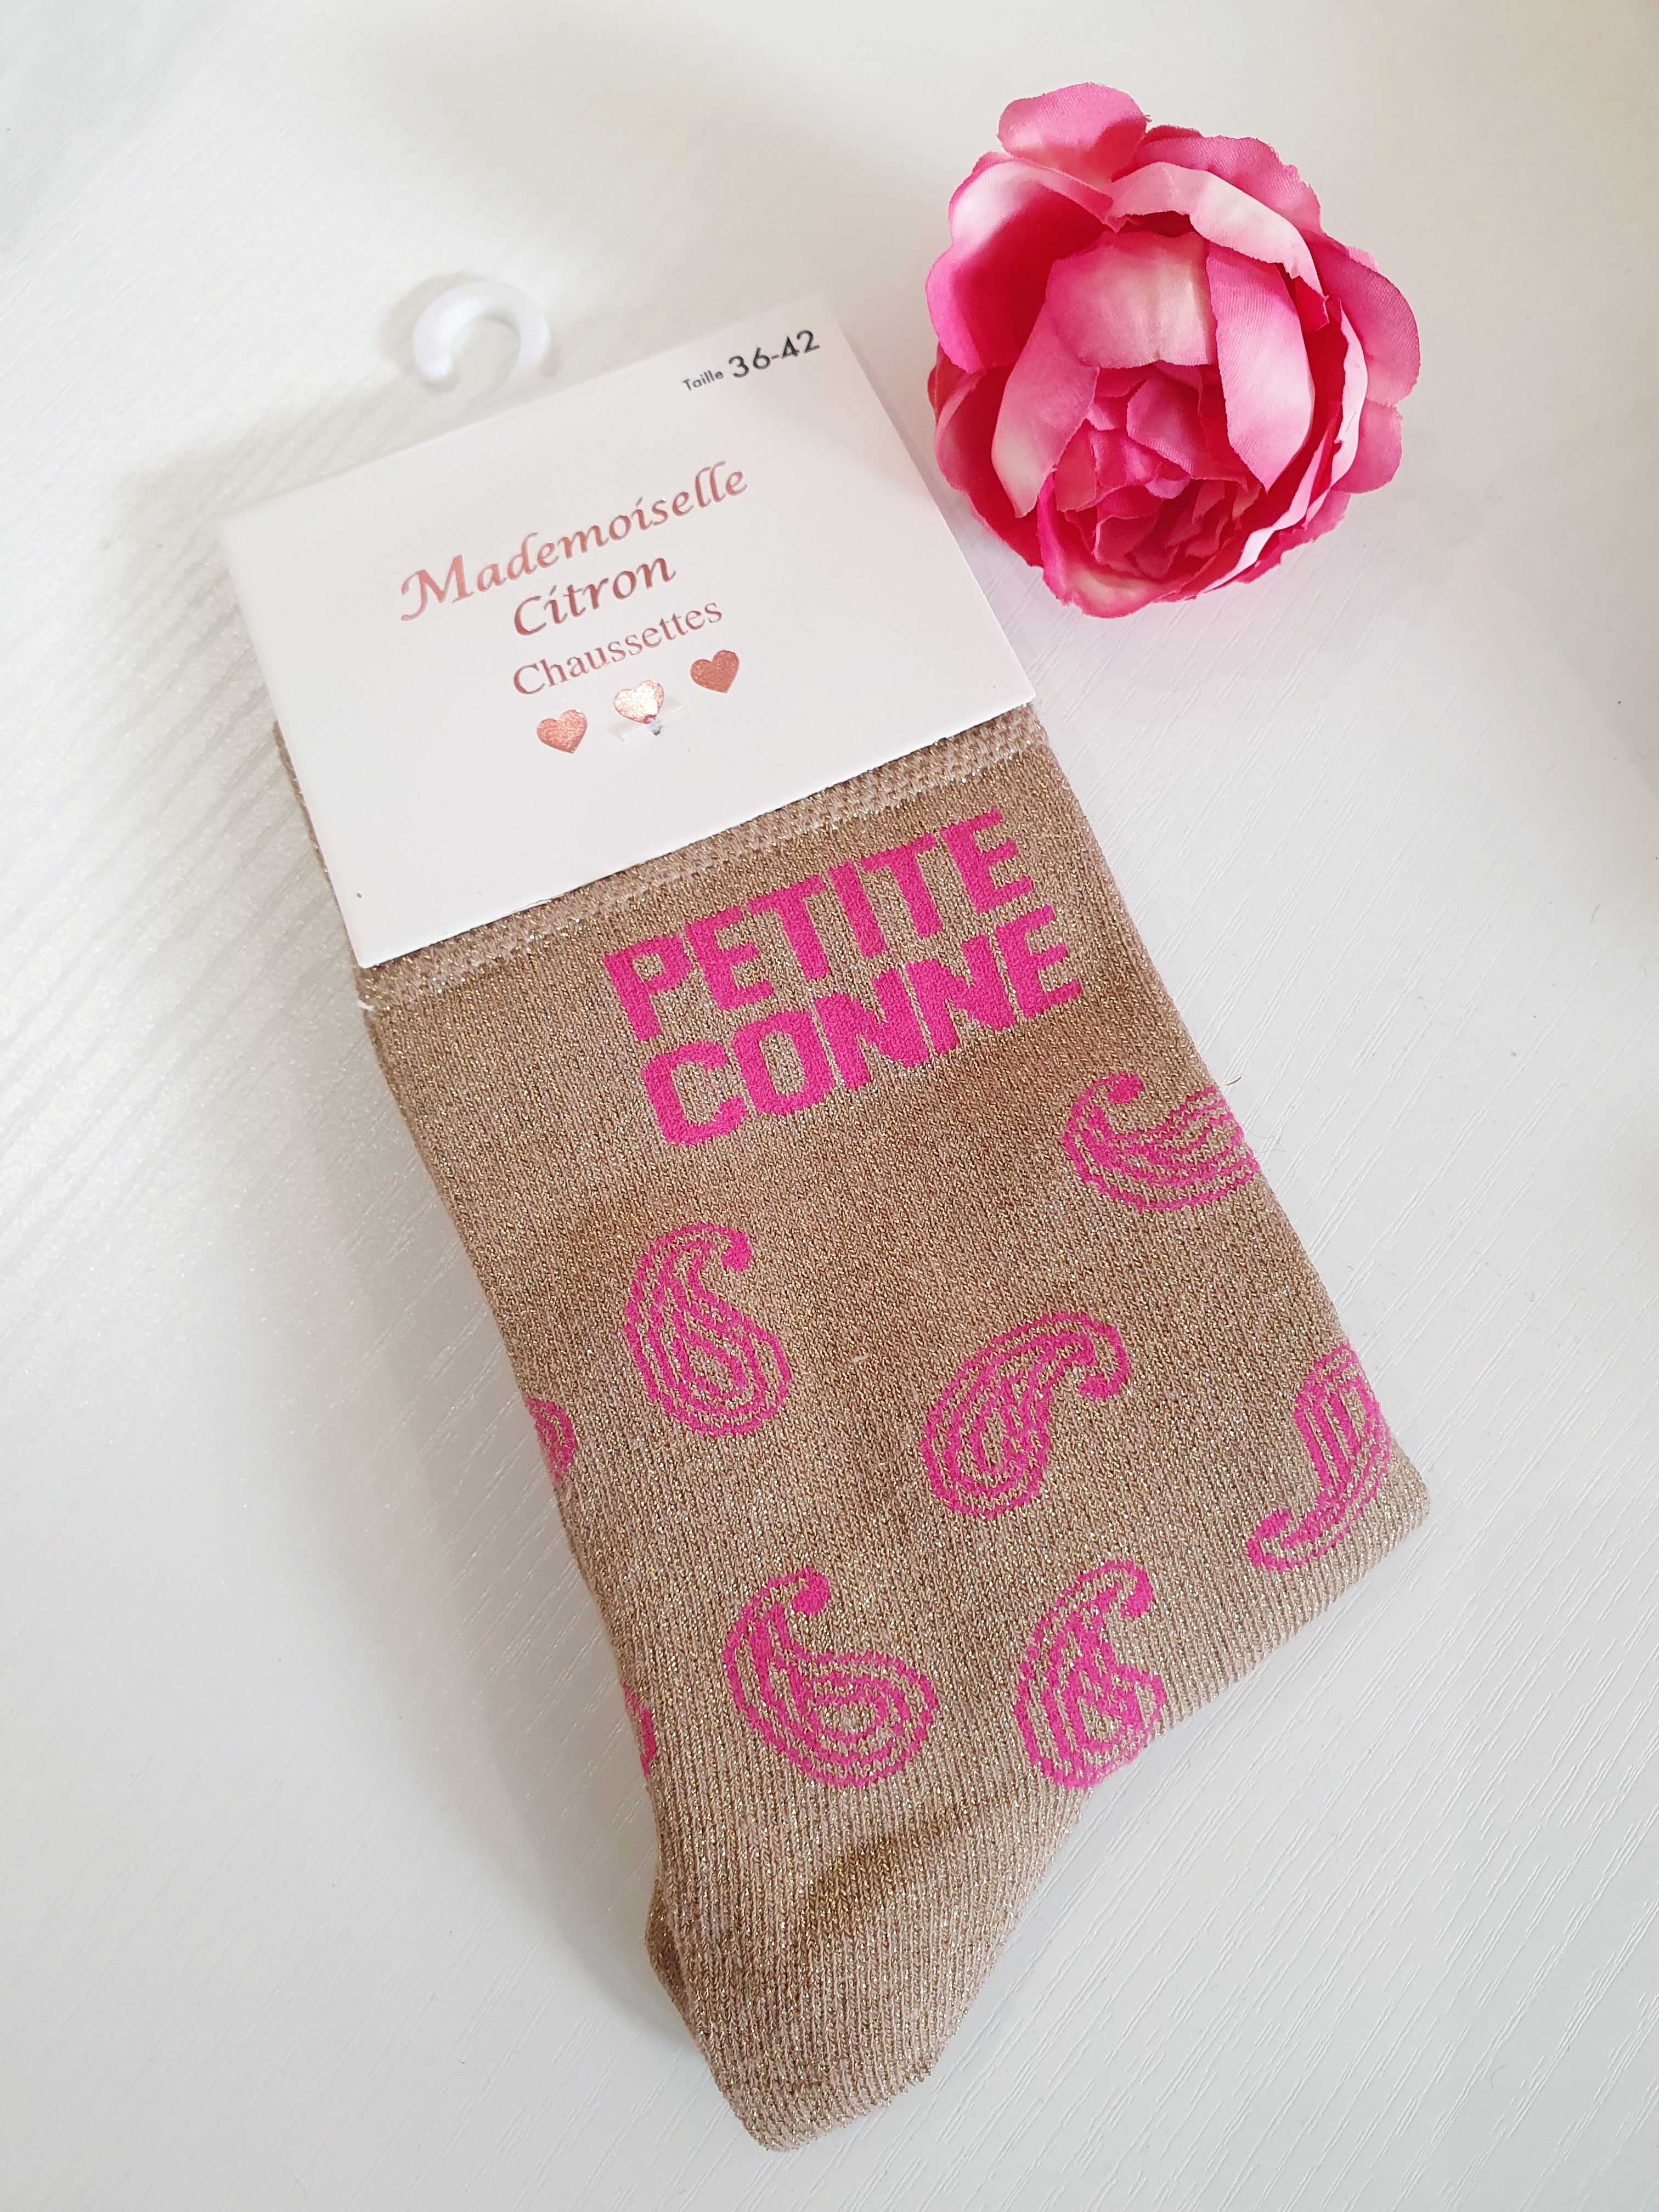 Taille 36-42
Mademoiselle
Citron
Chaussettes
PETITE
CONNE